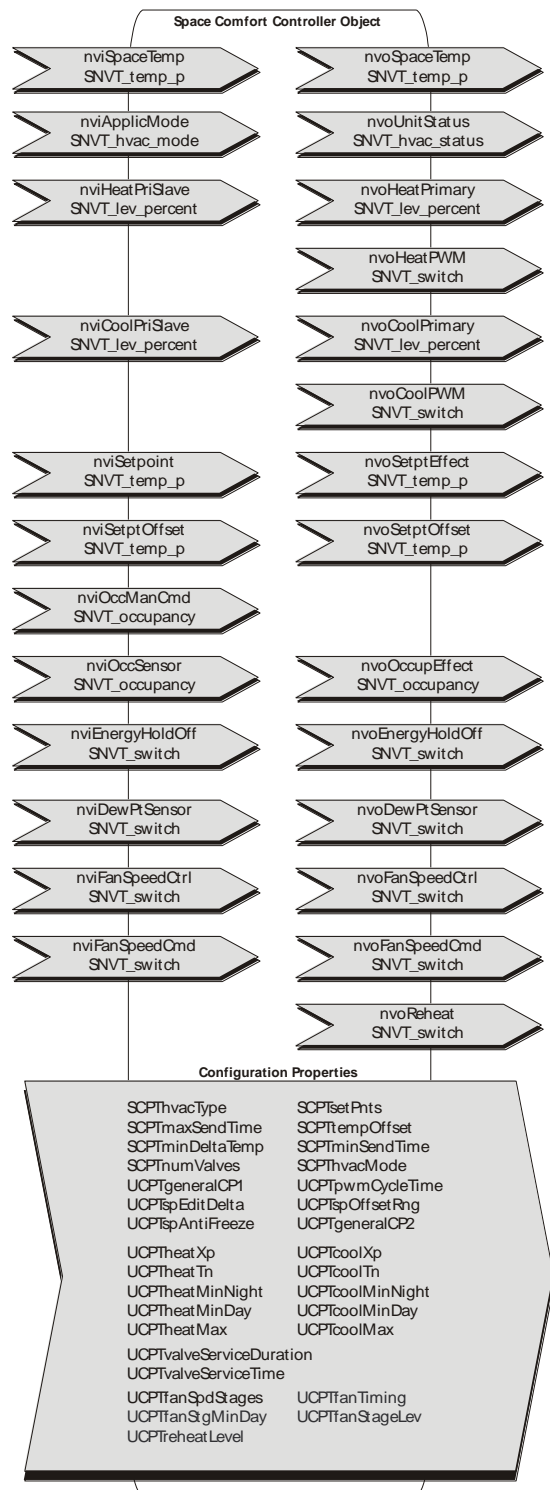 Space Comfort Controller Object
nviSpaceTemp
SNVT_temp_p
nvoSpaceTemp
SNVT_temp_p
nviApplicMode
SNVT_hvac_mode
nvoUnitStatus
SNVT_hvac_status
nviHeatPriSlave
SNVT_lev_percent
nvoHeatPrimary
SNVT_lev_percent
nvoHeatPWM
SNVT_switch
nviCoolPriSlave
SNVT_lev_percent
nvoCoolPrimary
SNVT_lev_percent
nvoCoolPWM
SNVT_switch
nviSetpoint
SNVT_temp_p
nvoSetptEffect
SNVT_temp_p
nviSetptOffset
SNVT_temp_p
nvoSetptOffset
SNVT_temp_p
nviOccManCmd
SNVT_occupancy
nviOccSensor
SNVT_occupancy
nvoOccupEffect
SNVT_occupancy
nviEnergyHoldOff
SNVT_switch
nvoEnergyHoldOff
SNVT_switch
nviDewPtSensor
SNVT_switch
nvoDewPtSensor
SNVT_switch
nviFanSpeedCtrl
SNVT_switch
nvoFanSpeedCtrl
SNVT_switch
nviFanSpeedCmd
SNVT_switch
nvoFanSpeedCmd
SNVT_switch
nvoReheat
SNVT_switch
Configuration Properties
SCPThvacType SCPTsetPnts
SCPTmaxSendTime SCPTtempOffset
SCPTminDeltaTemp SCPTminSendTime
SCPTnumValves SCPThvacMode
UCPTgeneralCP1 UCPTpwmCycleTime
UCPTspEditDelta UCPTspOffsetRng
UCPTspAntiFreeze UCPTgeneralCP2
UCPTheatXp UCPTcoolXp
UCPTheatTn UCPTcoolTn
UCPTheatMinNight UCPTcoolMinNight
UCPTheatMinDay UCPTcoolMinDay
UCPTheatMax UCPTcoolMax
UCPTvalveServiceDuration
UCPTvalveServiceTime
UCPTfanSpdStages UCPTfanTiming
UCPTfanStgMinDay UCPTfanStageLev
UCPTreheatLevel